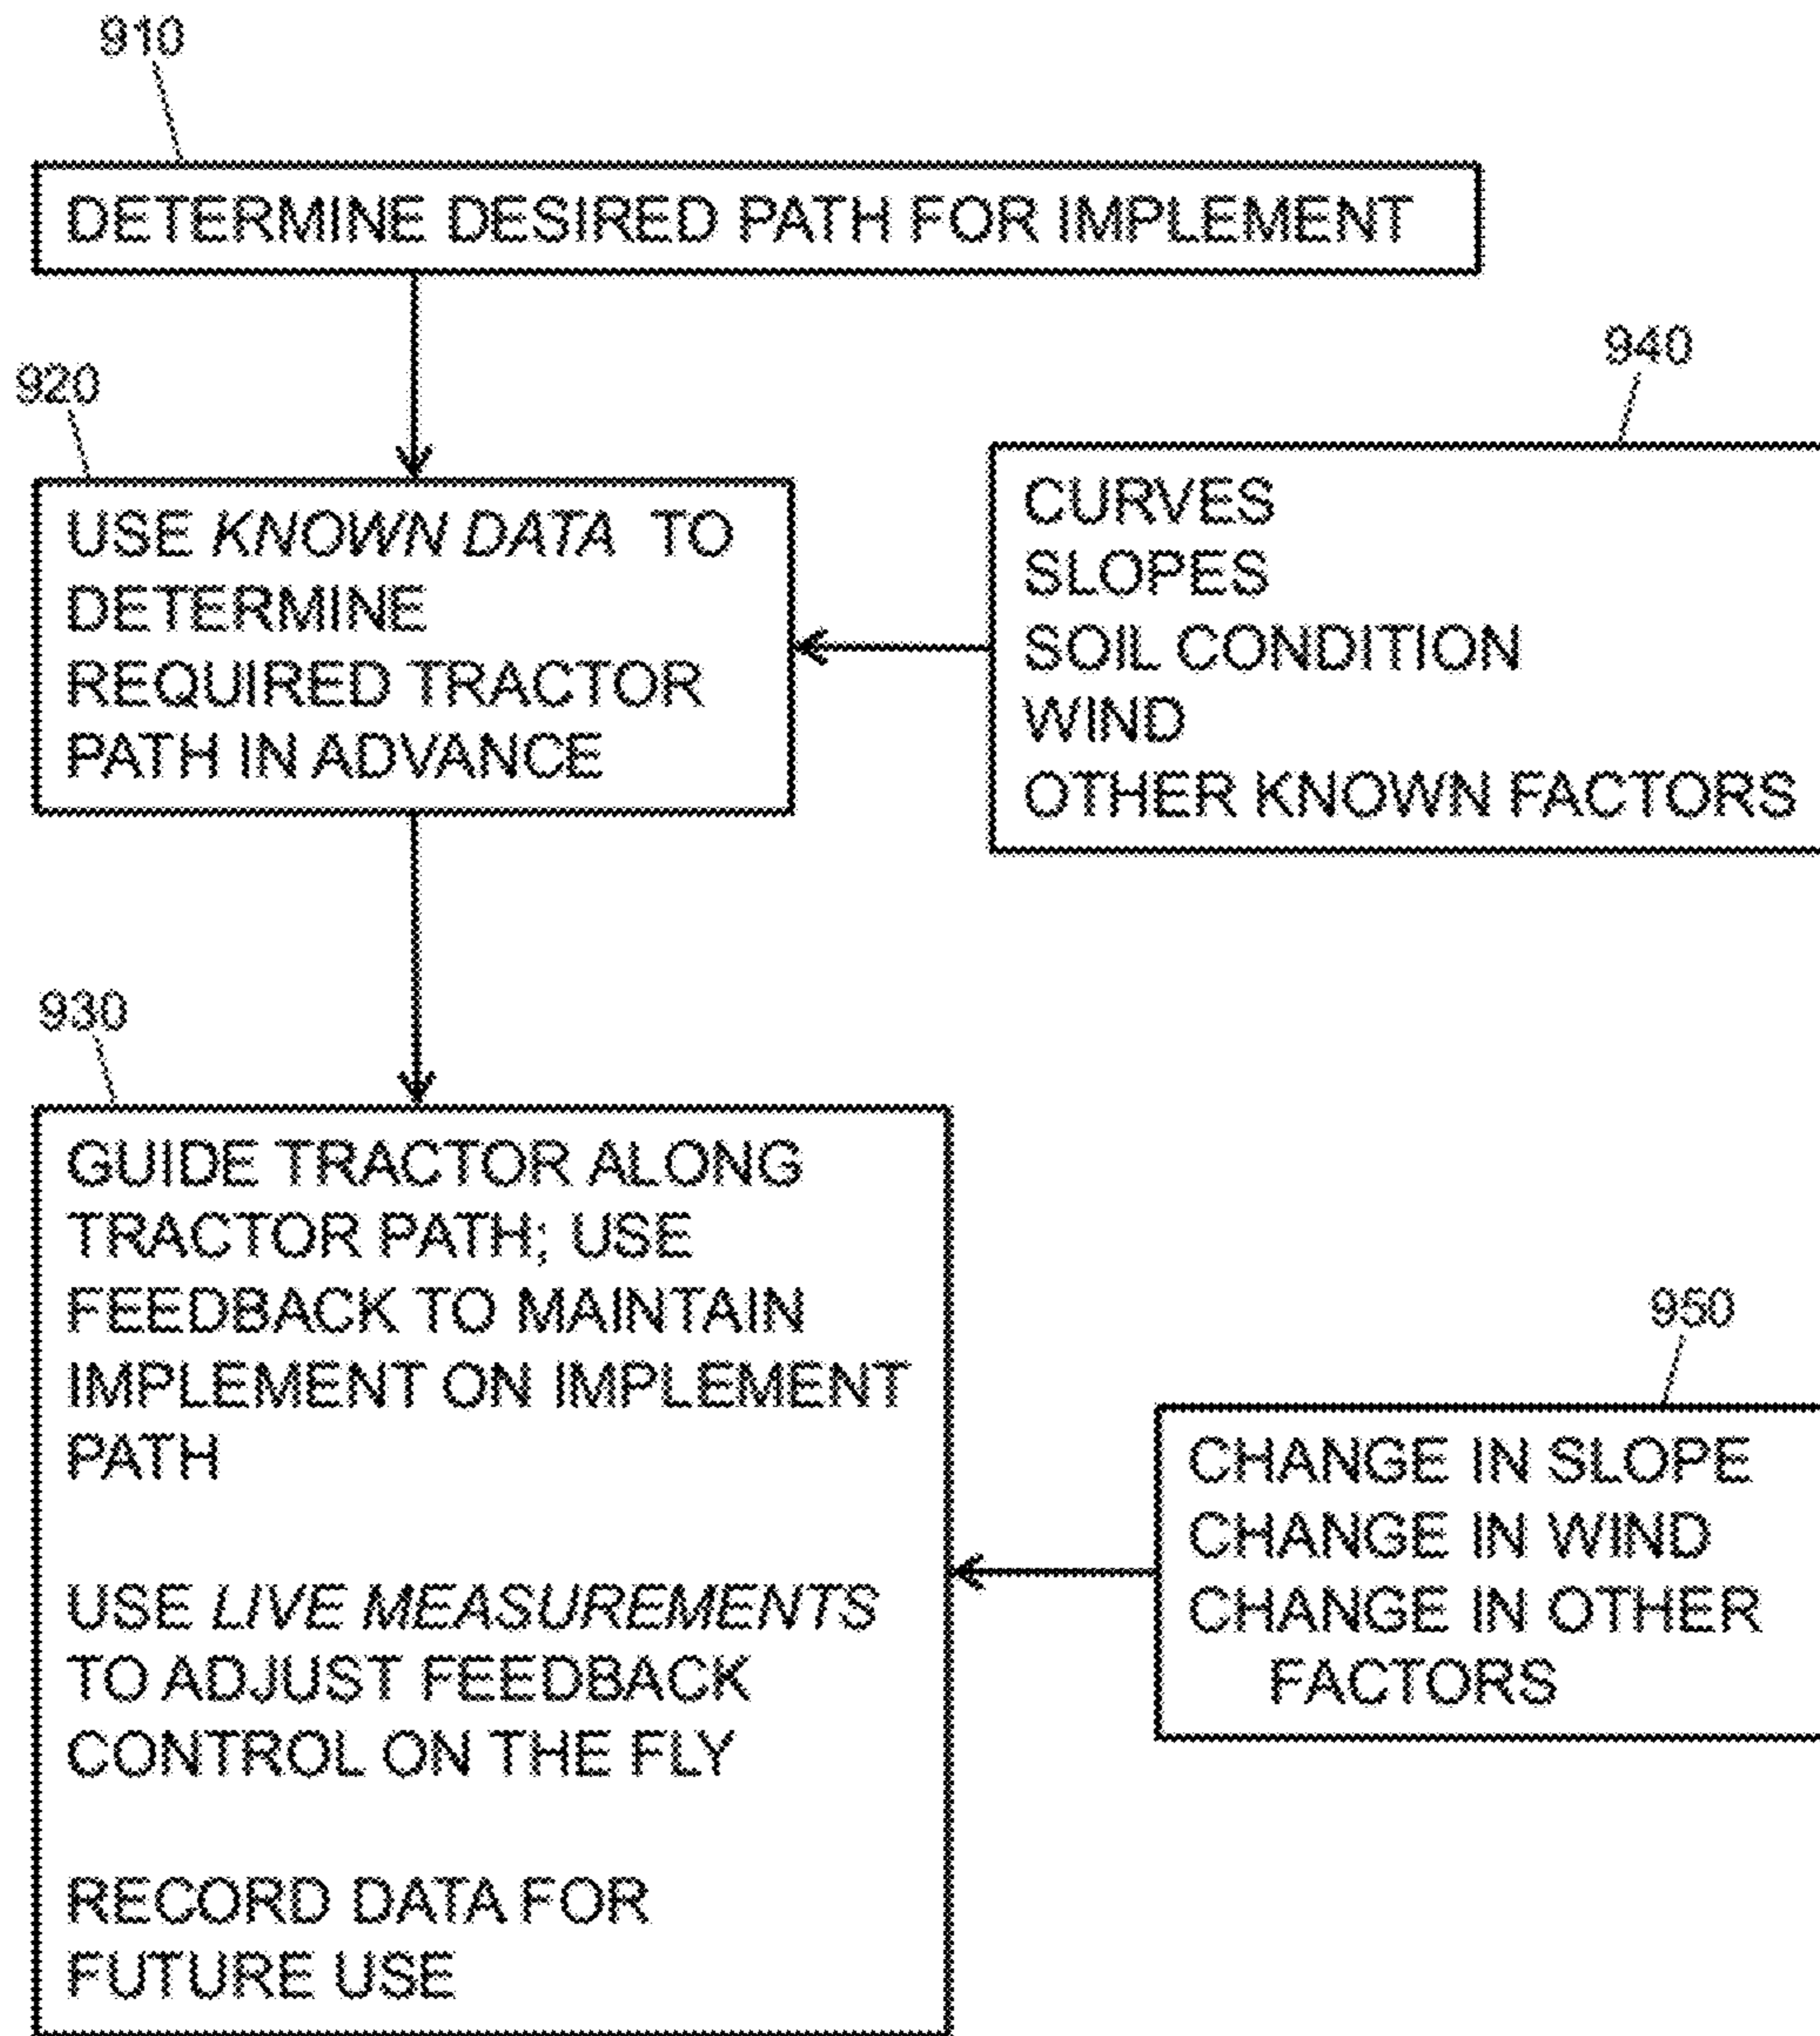 910
DETERMINE DESIRED PATH FOR IMPLEMENT
920
USE KNOWN DATA TO
DETERMINE
REQUIRED TRACTOR
PATH IN ADVANCE
940
CURVES
SLOPES
SOIL CONDITION
WIND
OTHER KNOWN FACTORS
930
GUIDE TRACTOR ALONG
TRACTOR PATH; USE
FEEDBACK TO MAINTAIN
IMPLEMENT ON IMPLEMENT
PATH
USE LIVE MEASUREMENTS
TO ADJUST FEEDBACK
CONTROL ON THE FLY
RECORD DATA FOR
FUTURE USE
950
CHANGE IN SLOPE
CHANGE IN WIND
CHANGE IN OTHER
FACTORS